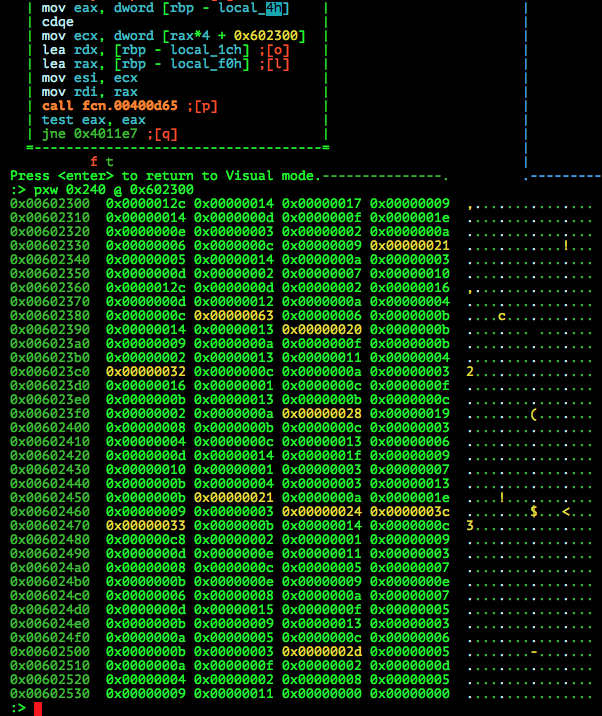 | mov eax, dword [rbp - local_4h] |
| cdqe |
| mov ecx, dword [rax*4 + 0x602300] |
| lea rdx, [rbp - local_1ch] ;[o] |
| lea rax, [rbp - local_f0h] ;[l] |
| mov esi, ecx |
| mov rdi, rax |
| call fcn.00400d65 ;[p] |
| test eax, eax |
| jne 0x4011e7 ;[q] |
=-----------------------------------=
f t
Press <enter> to return to Visual mode.---------------. .----------
:> pxw 0x240 @ 0x602300
0x00602300 0x0000012c 0x00000014 0x00000017 0x00000009 ,...............
0x00602310 0x00000014 0x0000000d 0x0000000f 0x0000001e ................
0x00602320 0x0000000e 0x00000003 0x00000002 0x0000000a ................
0x00602330 0x00000006 0x0000000c 0x00000009 0x00000021 ............!...
0x00602340 0x00000005 0x00000014 0x0000000a 0x00000003 ................
0x00602350 0x0000000d 0x00000002 0x00000007 0x00000010 ................
0x00602360 0x0000012c 0x0000000d 0x00000002 0x00000016 ,...............
0x00602370 0x0000000d 0x00000012 0x0000000a 0x00000004 ................
0x00602380 0x0000000c 0x00000063 0x00000006 0x0000000b ....c...........
0x00602390 0x00000014 0x00000013 0x00000020 0x0000000b ........ .......
0x006023a0 0x00000009 0x0000000a 0x0000000f 0x0000000b ................
0x006023b0 0x00000002 0x00000013 0x00000011 0x00000004 ................
0x006023c0 0x00000032 0x0000000c 0x0000000a 0x00000003 2...............
0x006023d0 0x00000016 0x00000001 0x0000000c 0x0000000f ................
0x006023e0 0x0000000b 0x00000013 0x0000000b 0x0000000c ................
0x006023f0 0x00000002 0x0000000a 0x00000028 0x00000019 ........(.......
0x00602400 0x00000008 0x0000000b 0x0000000c 0x00000003 ................
0x00602410 0x00000004 0x0000000c 0x00000013 0x00000006 ................
0x00602420 0x0000000d 0x00000014 0x0000001f 0x00000009 ................
0x00602430 0x00000010 0x00000001 0x00000003 0x00000007 ................
0x00602440 0x0000000b 0x00000004 0x00000003 0x00000013 ................
0x00602450 0x0000000b 0x00000021 0x0000000a 0x0000001e ....!...........
0x00602460 0x00000009 0x00000003 0x00000024 0x0000003c ........$...<...
0x00602470 0x00000033 0x0000000b 0x00000014 0x0000000c 3...............
0x00602480 0x000000c8 0x00000002 0x00000001 0x00000009 ................
0x00602490 0x0000000d 0x0000000e 0x00000011 0x00000003 ................
0x006024a0 0x00000008 0x0000000c 0x00000005 0x00000007 ................
0x006024b0 0x0000000b 0x0000000e 0x00000009 0x0000000e ................
0x006024c0 0x00000006 0x00000008 0x0000000a 0x00000007 ................
0x006024d0 0x0000000d 0x00000015 0x0000000f 0x00000005 ................
0x006024e0 0x0000000b 0x00000009 0x00000013 0x00000003 ................
0x006024f0 0x0000000a 0x00000005 0x0000000c 0x00000006 ................
0x00602500 0x0000000b 0x00000003 0x0000002d 0x00000005 ........-.......
0x00602510 0x0000000a 0x0000000f 0x00000002 0x0000000d ................
0x00602520 0x00000004 0x00000002 0x00000008 0x00000005 ................
0x00602530 0x00000009 0x00000011 0x00000000 0x00000000 ................
:>